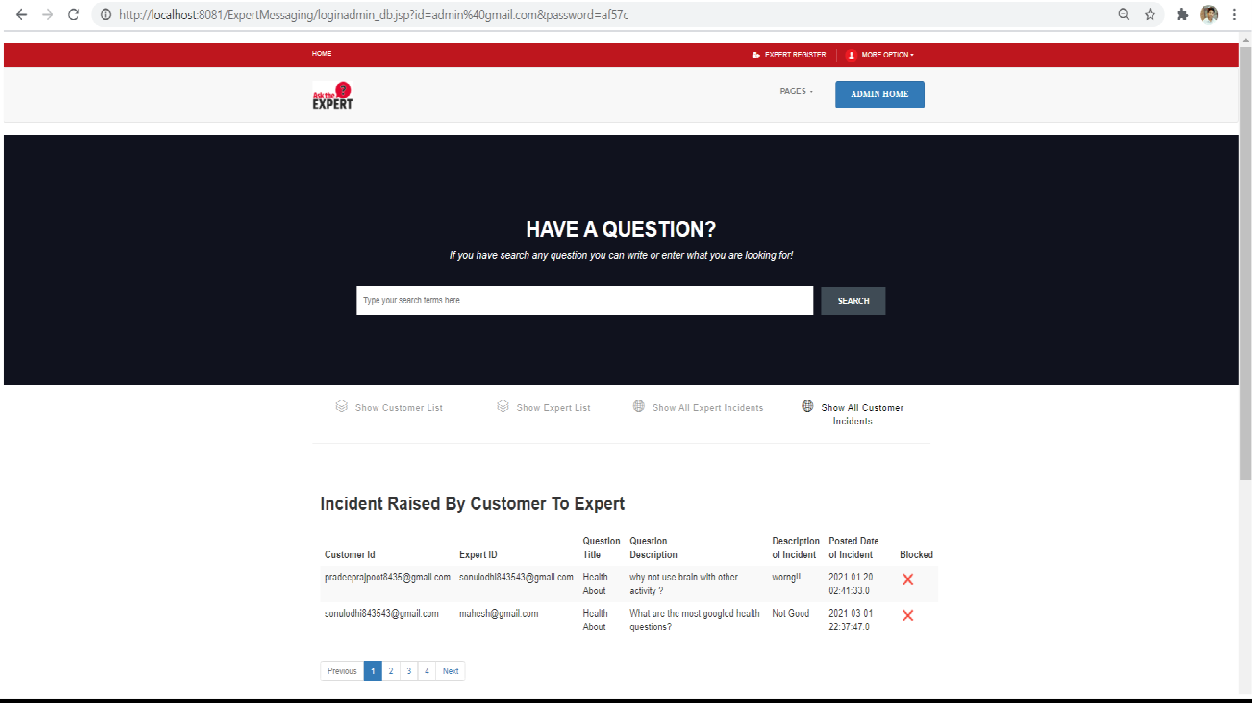 http://localhost:8081/ExpertMessaging/loginadmin_db.jsp?id=admin%40gmail.com&password=af57c
HOME
EXPERT REGISTER
MORE OPTION
Ask the
?
EXPERT
PAGES
ADMIN HOME
HAVE A QUESTION?
If you have search any question you can write or enter what you are looking for!
Type your search terms here
SEARCH
Show Customer List
Show Expert List
Show All Expert Incidents
Show All Customer
Incidents
Incident Raised By Customer To Expert
Question Question Description Posted Date
Customer Id Expert ID Title Description of Incident of Incident Blocked
pradeeprajpoot8435@gmail.com sonulodhi843543@gmail.com Health why not use brain with other worng!! 2021-01-20
About activity ? 02:41:33.0
sonulodhi843543@gmail.com mahesh@gmail.com Health What are the most googled health Not Good 2021-03-01
About questions? 22:37:47.0
Previous 1 2 3 4 Next